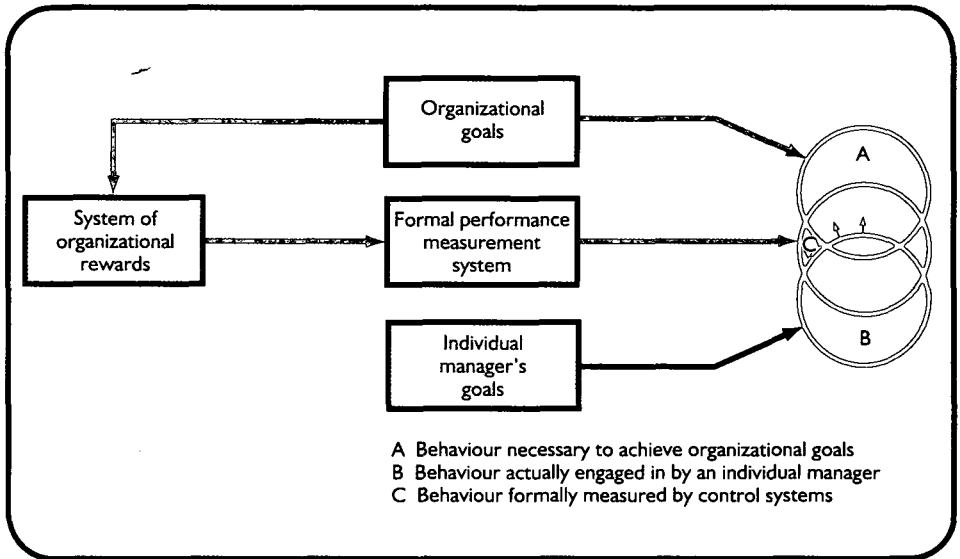 Organizational
goals
A
System of
organizational
rewards
Formal performance
measurement
system
C
Individual
manager's
goals
B
A Behaviour necessary to achieve organizational goals
B Behaviour actually engaged in by an individual manager
C Behaviour formally measured by control systems